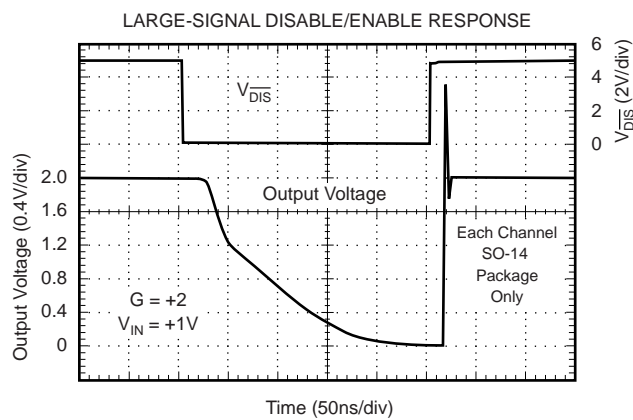 LARGE-SIGNAL DISABLE/ENABLE RESPONSE
6
4
2
0
V_DIS (2V/div)
V_DIS
Output Voltage (0.4V/div)
2.0
1.6
1.2
0.8
0.4
0
Output Voltage
Each Channel
SO-14
Package
Only
G = +2
V_IN = +1V
Time (50ns/div)